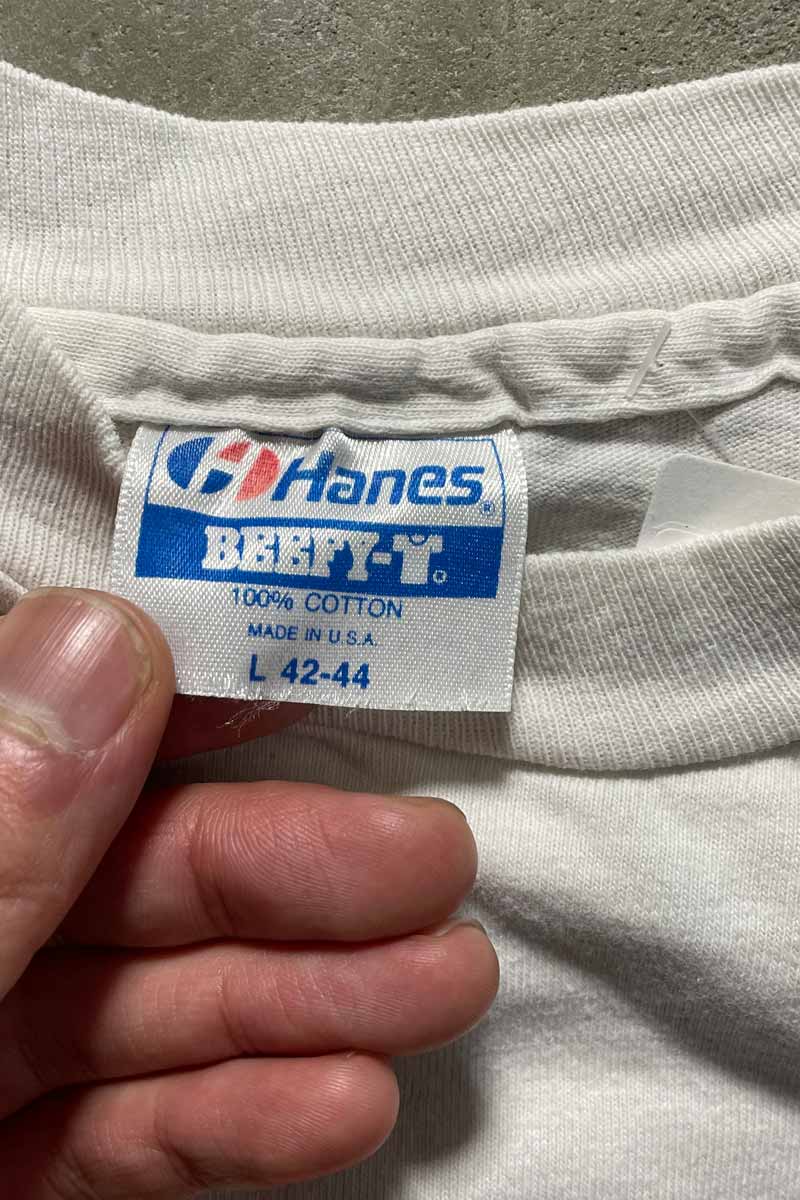 Hanes®
BEEFY-T®
100% COTTON
MADE IN U.S.A.
L 42-44